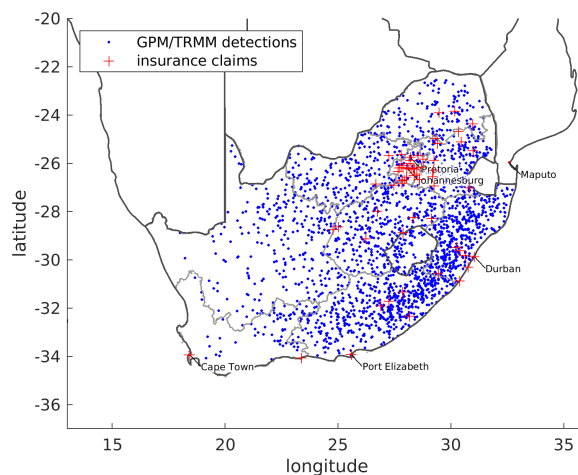 GPM/TRMM detections
insurance claims
-20
-22
-24
-26
-28
-30
-32
-34
-36
latitude
Pretoria
Johannesburg
Maputo
Durban
Cape Town
Port Elizabeth
15
20
25
30
35
longitude